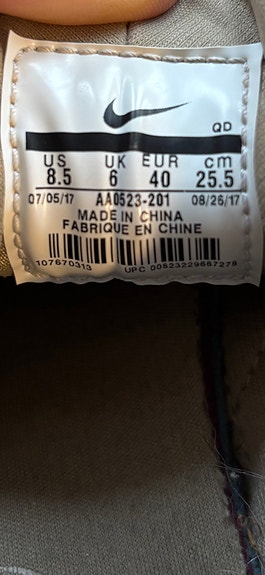 QD
US UK EUR cm
8.5 6 40 25.5
07/05/17 AA0523-201 08/26/17
MADE IN CHINA
FABRIQUE EN CHINE
107670313 UPC 00823229687278